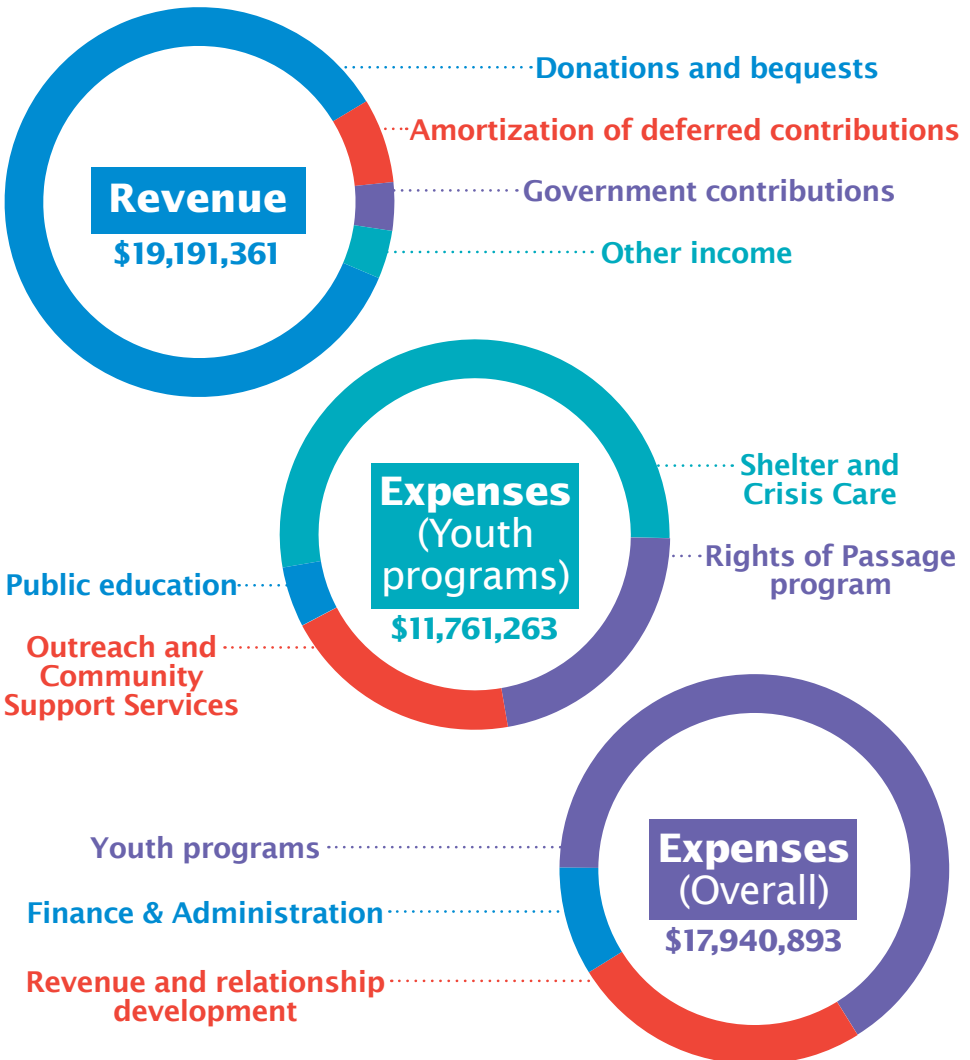 Donations and bequests
Amortization of deferred contributions
Government contributions
Other income
Revenue
$19,191,361
Shelter and
Crisis Care
Rights of Passage
program
Expenses
(Youth
programs)
$11,761,263
Public education
Outreach and
Community
Support Services
Youth programs
Finance & Administration
Revenue and relationship
development
Expenses
(Overall)
$17,940,893